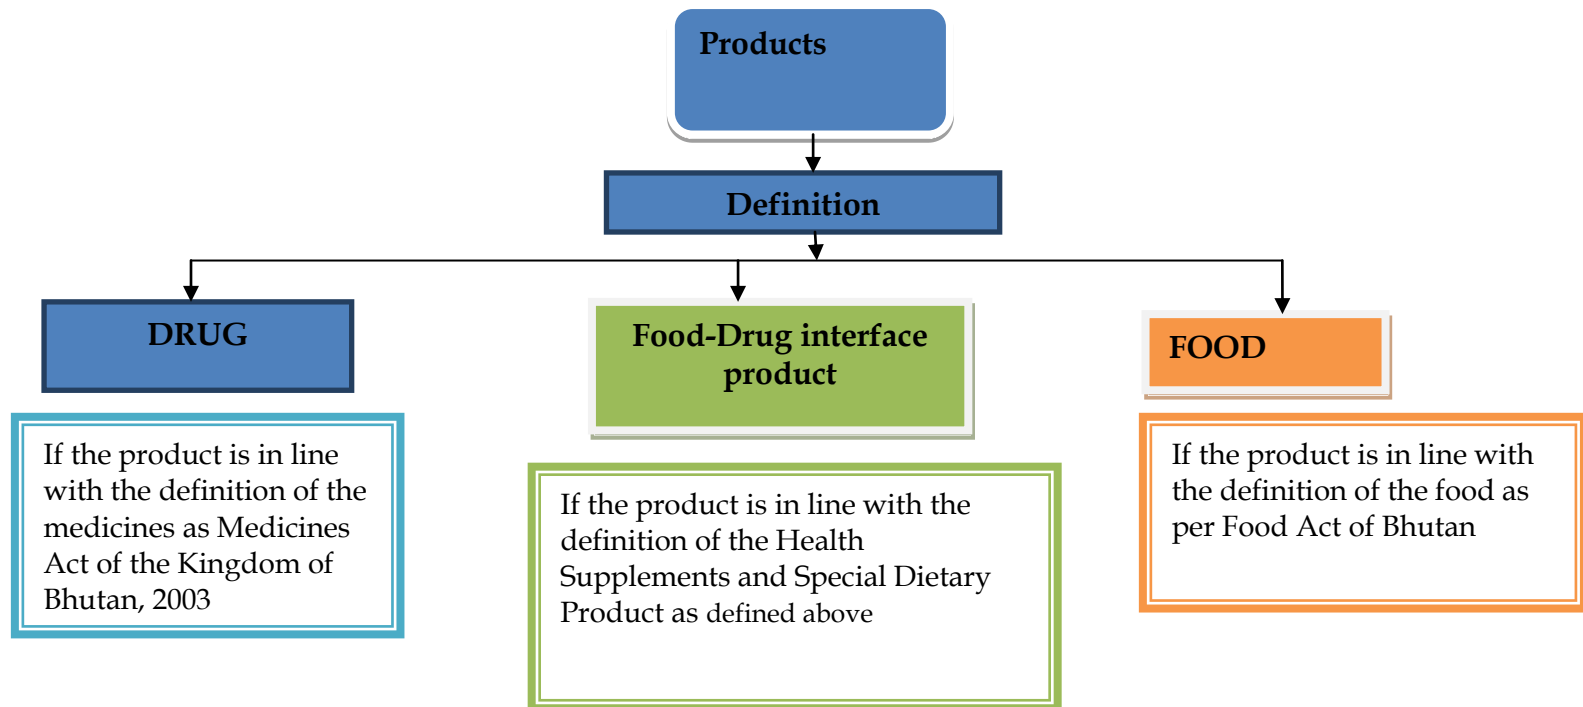 Products
Definition
DRUG
Food-Drug interface
product
FOOD
If the product is in line
with the definition of the
medicines as Medicines
Act of the Kingdom of
Bhutan, 2003
If the product is in line with the
definition of the Health
Supplements and Special Dietary
Product as defined above
If the product is in line with
the definition of the food as
per Food Act of Bhutan